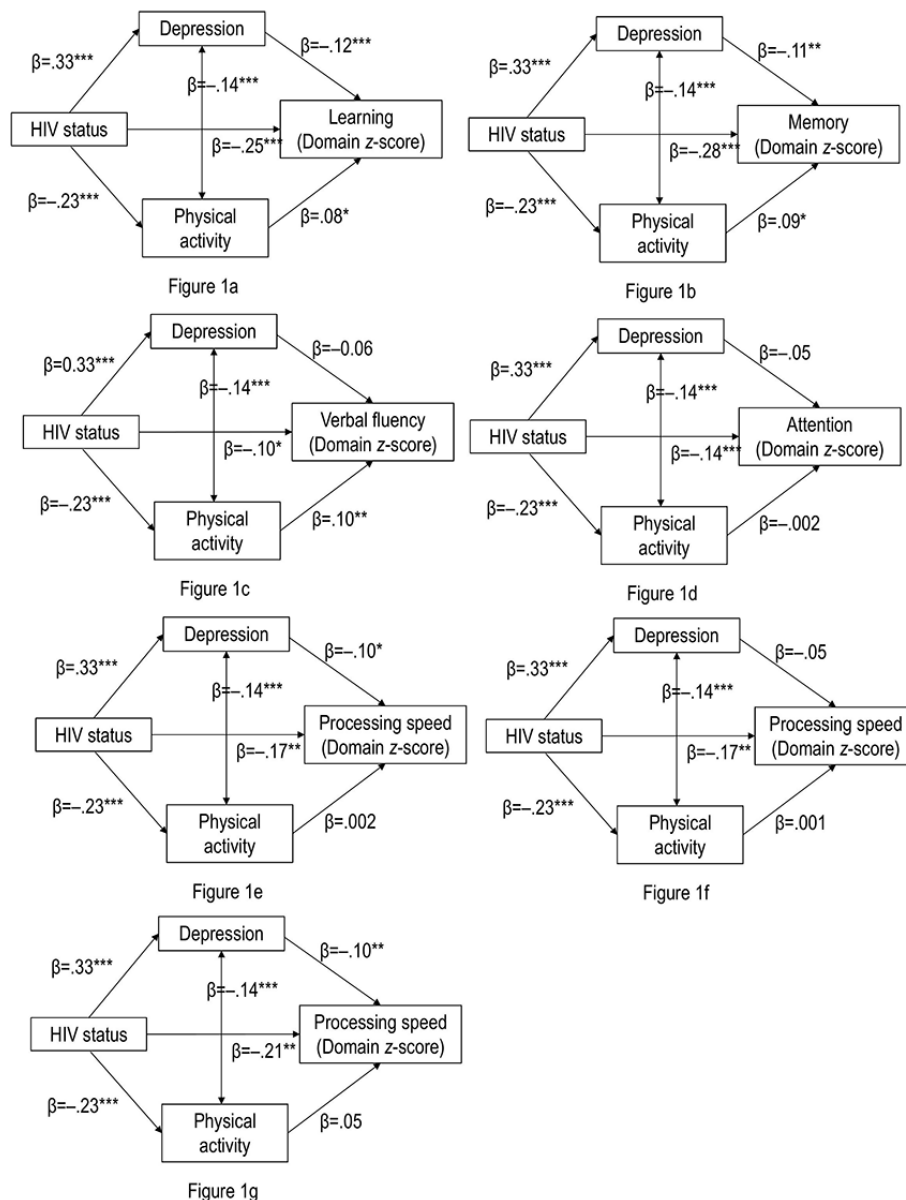 Depression
β=.33***
β=–.12***
β=–.14***
HIV status
Learning
(Domain z-score)
β=–.25***
β=–.23***
Physical
activity
β=.08*
Figure 1a
Depression
β=.33***
β=–.11**
β=–.14***
HIV status
Memory
(Domain z-score)
β=–.28***
β=–.23***
Physical
activity
β=.09*
Figure 1b
Depression
β=0.33***
β=–0.06
β=–.14***
HIV status
Verbal fluency
(Domain z-score)
β=–.10*
β=–.23***
Physical
activity
β=.10**
Figure 1c
Depression
β=.33***
β=–.05
β=–.14***
HIV status
Attention
(Domain z-score)
β=–.14***
β=–.23***
Physical
activity
β=–.002
Figure 1d
Depression
β=.33***
β=–.10*
β=–.14***
HIV status
Processing speed
(Domain z-score)
β=–.17**
β=–.23***
Physical
activity
β=.002
Figure 1e
Depression
β=.33***
β=–.05
β=–.14***
HIV status
Processing speed
(Domain z-score)
β=–.17**
β=–.23***
Physical
activity
β=.001
Figure 1f
Depression
β=.33***
β=–.10**
β=–.14***
HIV status
Processing speed
(Domain z-score)
β=–.21**
β=–.23***
Physical
activity
β=.05
Figure 1g